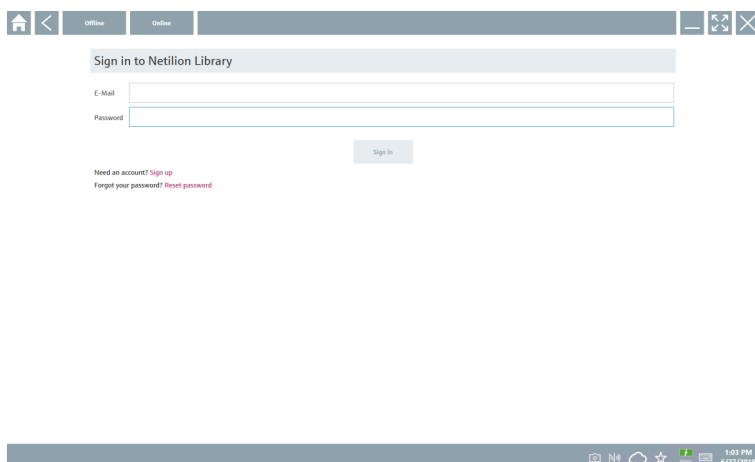 Offline Online
Sign in to Netilion Library
E-Mail
Password
Sign in
Need an account? Sign up
Forgot your password? Reset password
1:03 PM